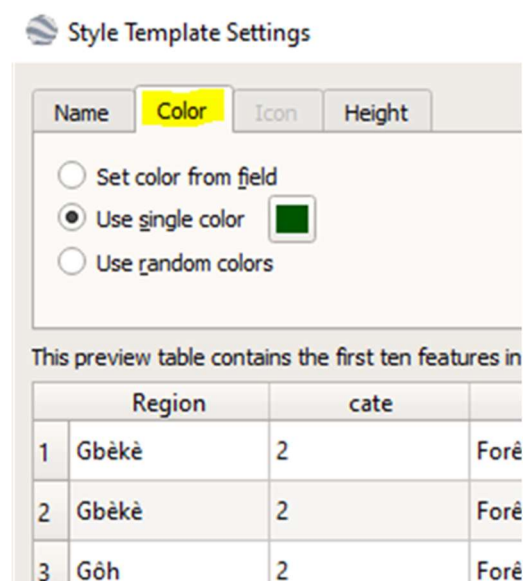 Style Template Settings
Name Color Icon Height
Set color from field
Use single color
Use random colors
This preview table contains the first ten features in
Region cate
1 Gbèkè 2 Forê
2 Gbèkè 2 Forê
3 Gôh 2 Forê